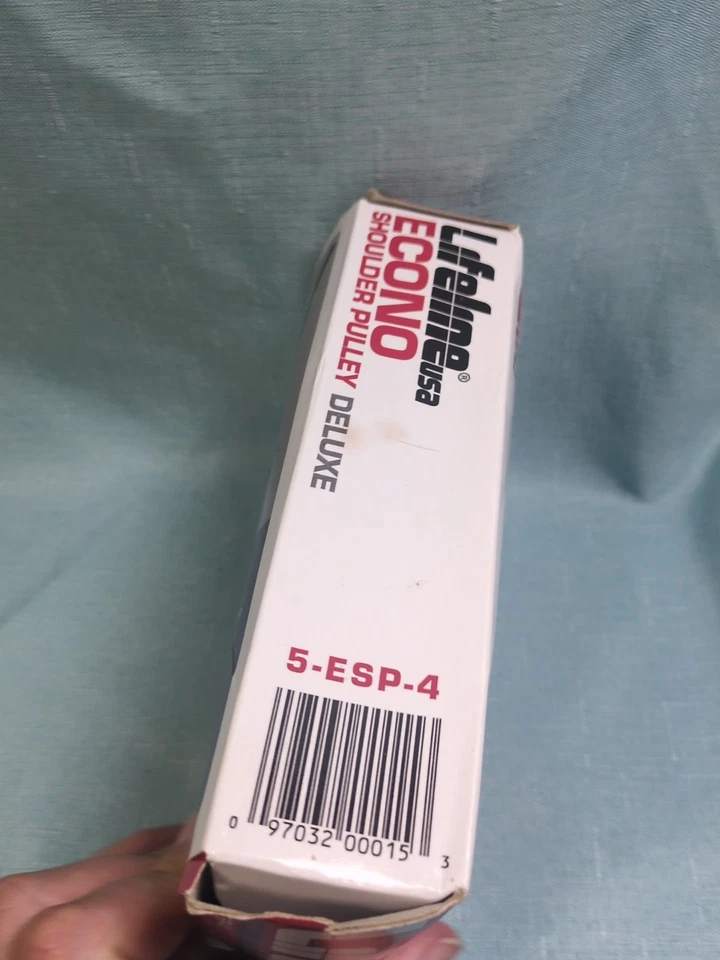 Lifeline USA®
ECONO
SHOULDER PULLEY DELUXE
5-ESP-4
0 97032 00015 3